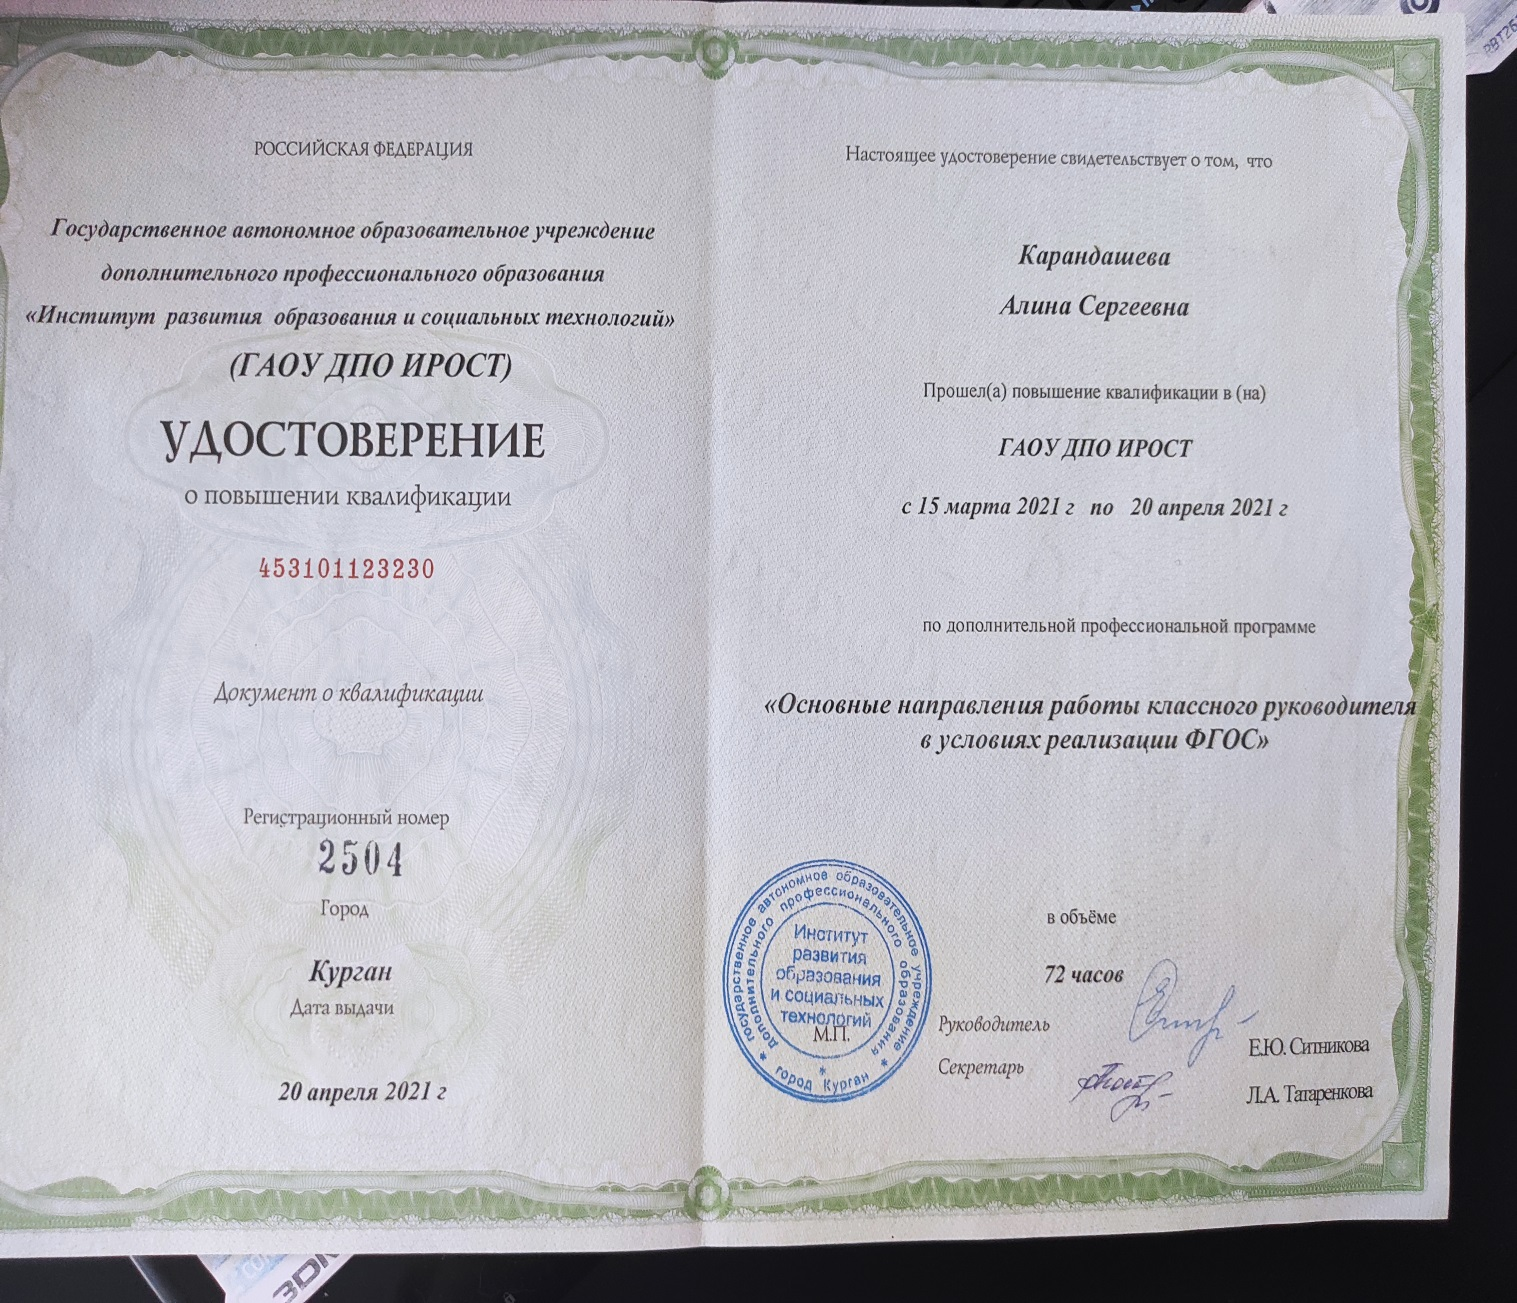 РОССИЙСКАЯ ФЕДЕРАЦИЯ
Государственное автономное образовательное учреждение
дополнительного профессионального образования
«Институт развития образования и социальных технологий»
(ГАОУ ДПО ИРОСТ)
УДОСТОВЕРЕНИЕ
о повышении квалификации
453101123230
Документ о квалификации
Регистрационный номер
2504
Город
Курган
Дата выдачи
20 апреля 2021 г
Настоящее удостоверение свидетельствует о том, что
Карандашева
Алина Сергеевна
Прошел(а) повышение квалификации в (на)
ГАОУ ДПО ИРОСТ
с 15 марта 2021 г по 20 апреля 2021 г
по дополнительной профессиональной программе
«Основные направления работы классного руководителя
в условиях реализации ФГОС»
в объёме
72 часов
Руководитель
Е.Ю. Ситникова
Секретарь
Л.А. Татаренкова
государственное автономное образовательное учреждение
дополнительного профессионального образования
Институт
развития
образования
и социальных
технологий
М.П.
* город Курган *